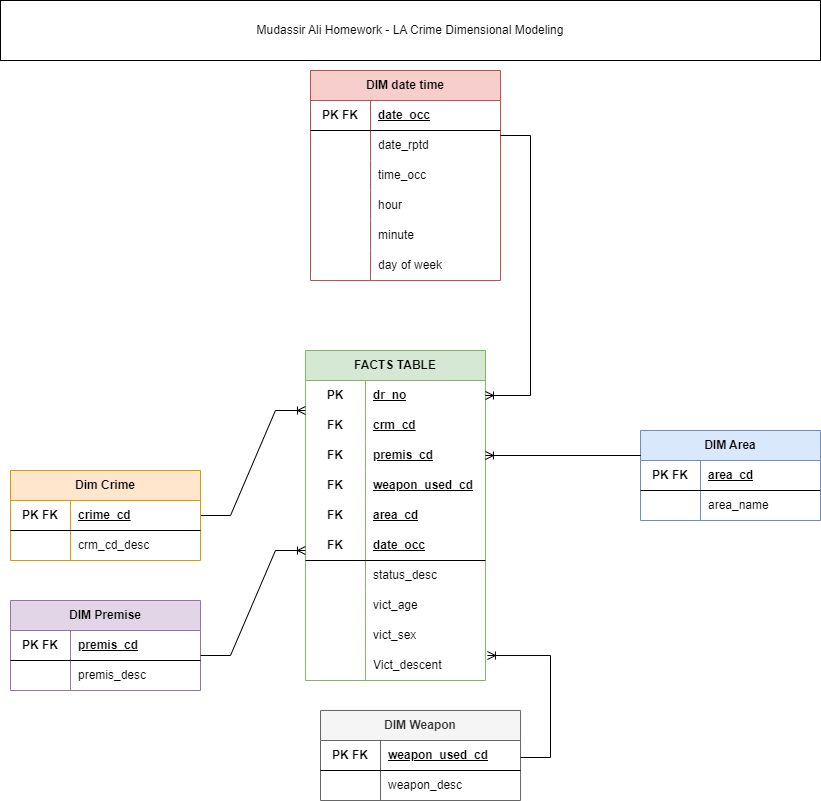 Mudassir Ali Homework - LA Crime Dimensional Modeling
DIM date time
PK FK date_occ
date_rptd
time_occ
hour
minute
day of week
FACTS TABLE
PK dr_no
FK crm_cd
FK premis_cd
FK weapon_used_cd
FK area_cd
FK date_occ
status_desc
vict_age
vict_sex
Vict_descent
DIM Area
PK FK area_cd
area_name
Dim Crime
PK FK crime_cd
crm_cd_desc
DIM Premise
PK FK premis_cd
premis_desc
DIM Weapon
PK FK weapon_used_cd
weapon_desc